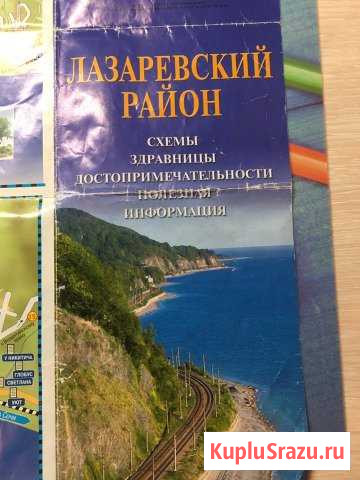 ЛАЗАРЕВСКИЙ
РАЙОН
СХЕМЫ
ЗДРАВНИЦЫ
ДОСТОПРИМЕЧАТЕЛЬНОСТИ
ПОЛЕЗНАЯ
ИНФОРМАЦИЯ
У НИКИТИЧА
ГЛОБУС
СВЕТЛАНА
УЮТ
KupluSrazu.ru